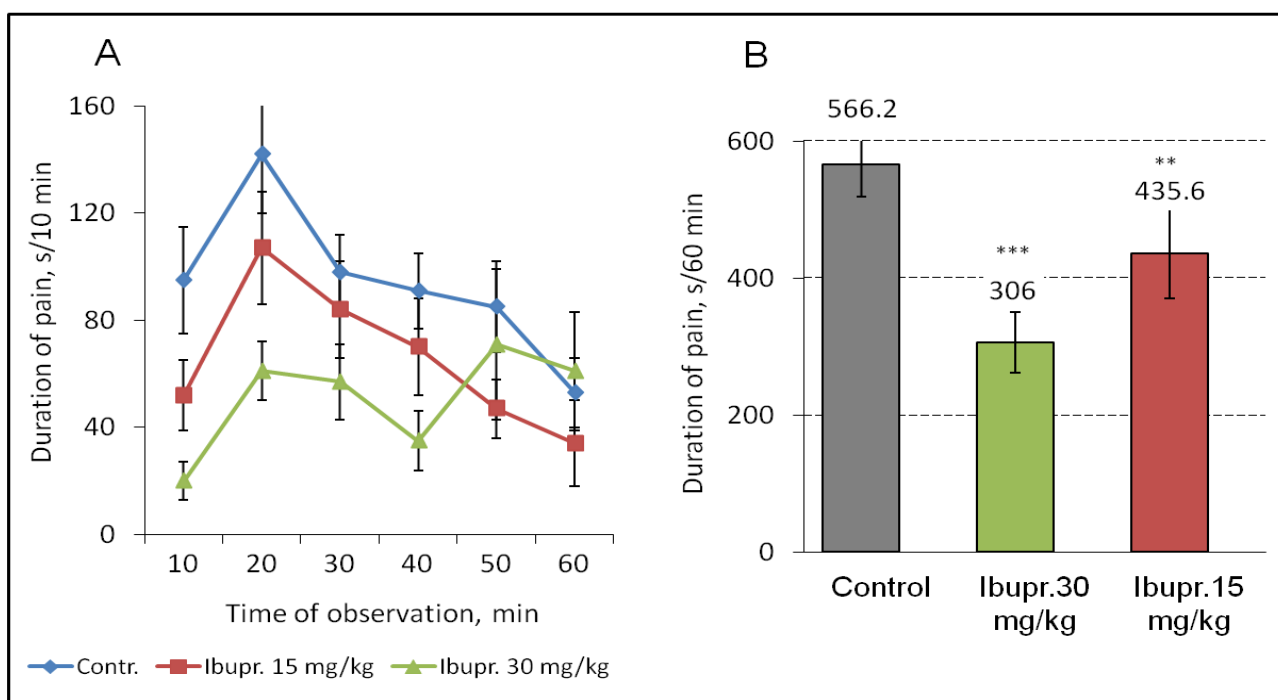 A
160
120
80
40
0
Duration of pain, s/10 min
10 20 30 40 50 60
Time of observation, min
Contr. Ibupr. 15 mg/kg Ibupr. 30 mg/kg
B
566.2
600
**
435.6
***
400
306
200
0
Duration of pain, s/60 min
Control Ibupr.30 Ibupr.15
mg/kg mg/kg